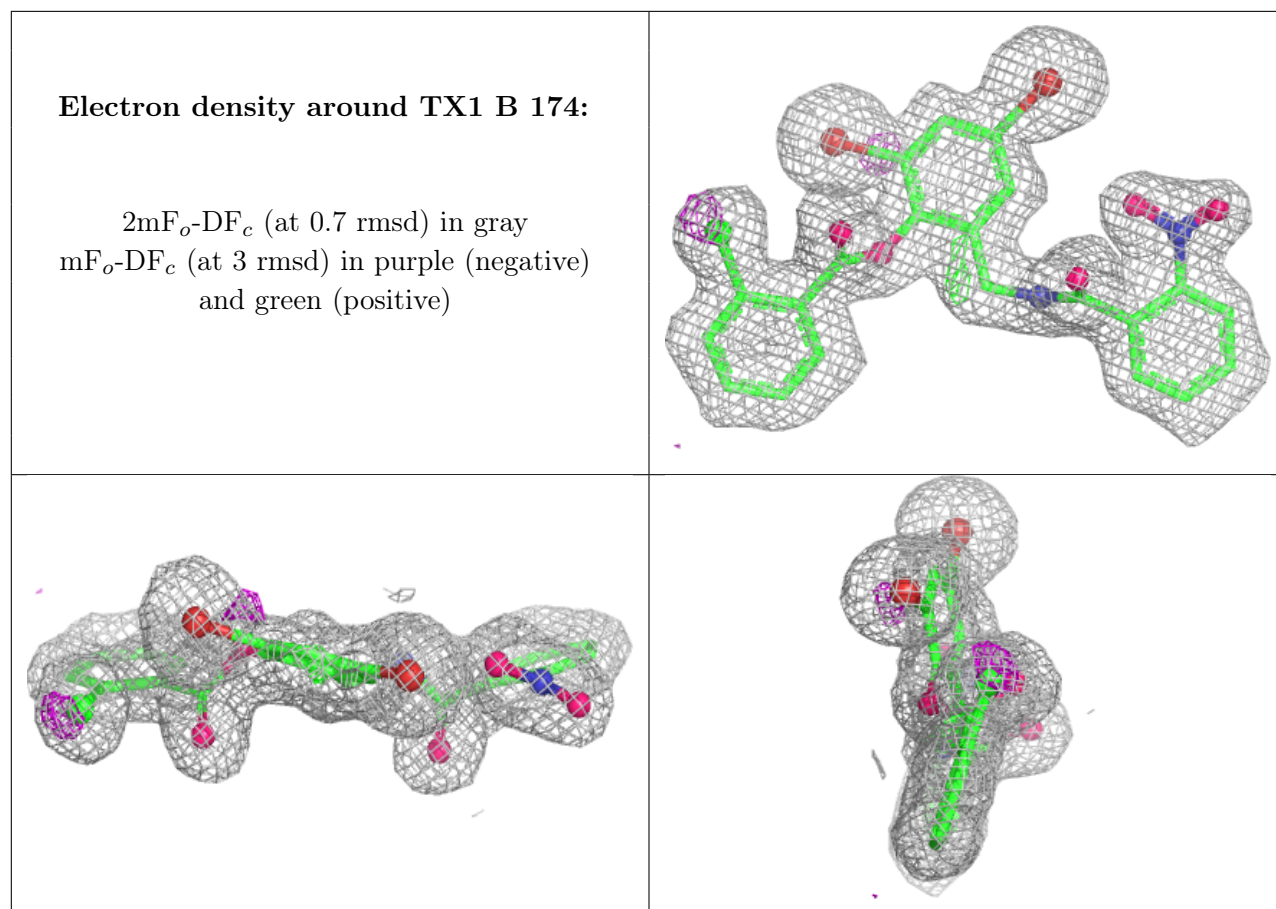 Electron density around TX1 B 174:
2mFₒ-DF𝑐 (at 0.7 rmsd) in gray
mFₒ-DF𝑐 (at 3 rmsd) in purple (negative)
and green (positive)